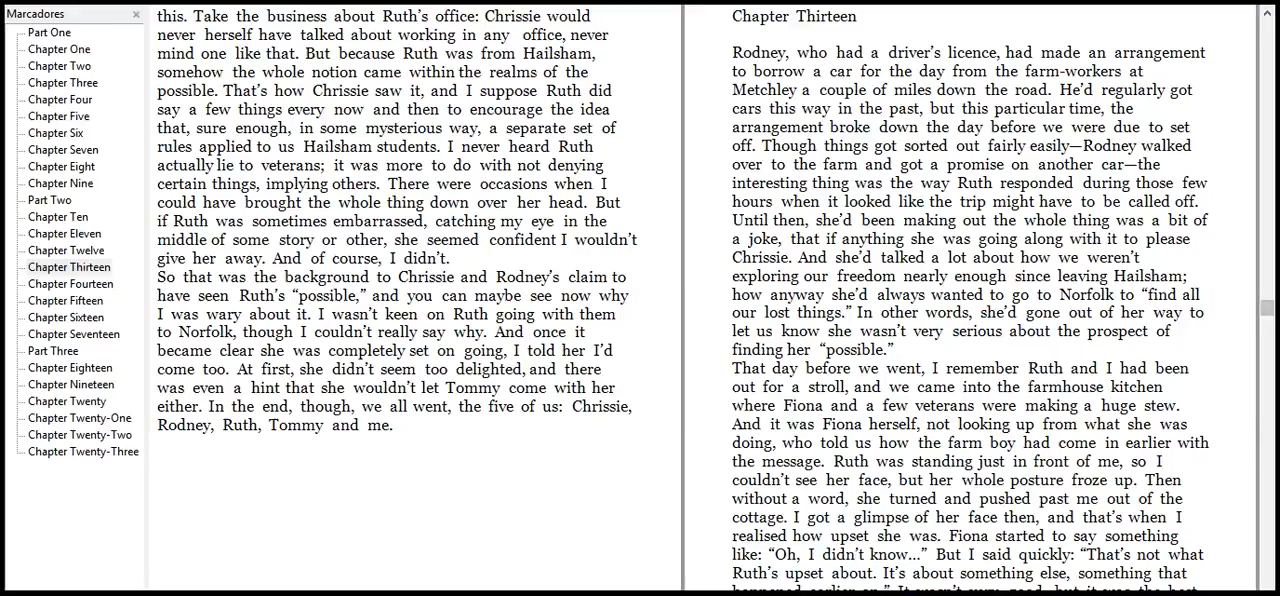 Marcadores
Part One
Chapter One
Chapter Two
Chapter Three
Chapter Four
Chapter Five
Chapter Six
Chapter Seven
Chapter Eight
Chapter Nine
Part Two
Chapter Ten
Chapter Eleven
Chapter Twelve
Chapter Thirteen
Chapter Fourteen
Chapter Fifteen
Chapter Sixteen
Chapter Seventeen
Part Three
Chapter Eighteen
Chapter Nineteen
Chapter Twenty
Chapter Twenty-One
Chapter Twenty-Two
Chapter Twenty-Three
this. Take the business about Ruth’s office: Chrissie would
never herself have talked about working in any office, never
mind one like that. But because Ruth was from Hailsham,
somehow the whole notion came within the realms of the
possible. That’s how Chrissie saw it, and I suppose Ruth did
say a few things every now and then to encourage the idea
that, sure enough, in some mysterious way, a separate set of
rules applied to us Hailsham students. I never heard Ruth
actually lie to veterans; it was more to do with not denying
certain things, implying others. There were occasions when I
could have brought the whole thing down over her head. But
if Ruth was sometimes embarrassed, catching my eye in the
middle of some story or other, she seemed confident I wouldn’t
give her away. And of course, I didn’t.
So that was the background to Chrissie and Rodney’s claim to
have seen Ruth’s “possible,” and you can maybe see now why
I was wary about it. I wasn’t keen on Ruth going with them
to Norfolk, though I couldn’t really say why. And once it
became clear she was completely set on going, I told her I’d
come too. At first, she didn’t seem too delighted, and there
was even a hint that she wouldn’t let Tommy come with her
either. In the end, though, we all went, the five of us: Chrissie,
Rodney, Ruth, Tommy and me.
Chapter Thirteen
Rodney, who had a driver’s licence, had made an arrangement
to borrow a car for the day from the farm-workers at
Metchley a couple of miles down the road. He’d regularly got
cars this way in the past, but this particular time, the
arrangement broke down the day before we were due to set
off. Though things got sorted out fairly easily—Rodney walked
over to the farm and got a promise on another car—the
interesting thing was the way Ruth responded during those few
hours when it looked like the trip might have to be called off.
Until then, she’d been making out the whole thing was a bit of
a joke, that if anything she was going along with it to please
Chrissie. And she’d talked a lot about how we weren’t
exploring our freedom nearly enough since leaving Hailsham;
how anyway she’d always wanted to go to Norfolk to “find all
our lost things.” In other words, she’d gone out of her way to
let us know she wasn’t very serious about the prospect of
finding her “possible.”
That day before we went, I remember Ruth and I had been
out for a stroll, and we came into the farmhouse kitchen
where Fiona and a few veterans were making a huge stew.
And it was Fiona herself, not looking up from what she was
doing, who told us how the farm boy had come in earlier with
the message. Ruth was standing just in front of me, so I
couldn’t see her face, but her whole posture froze up. Then
without a word, she turned and pushed past me out of the
cottage. I got a glimpse of her face then, and that’s when I
realised how upset she was. Fiona started to say something
like: “Oh, I didn’t know...” But I said quickly: “That’s not what
Ruth’s upset about. It’s about something else, something that